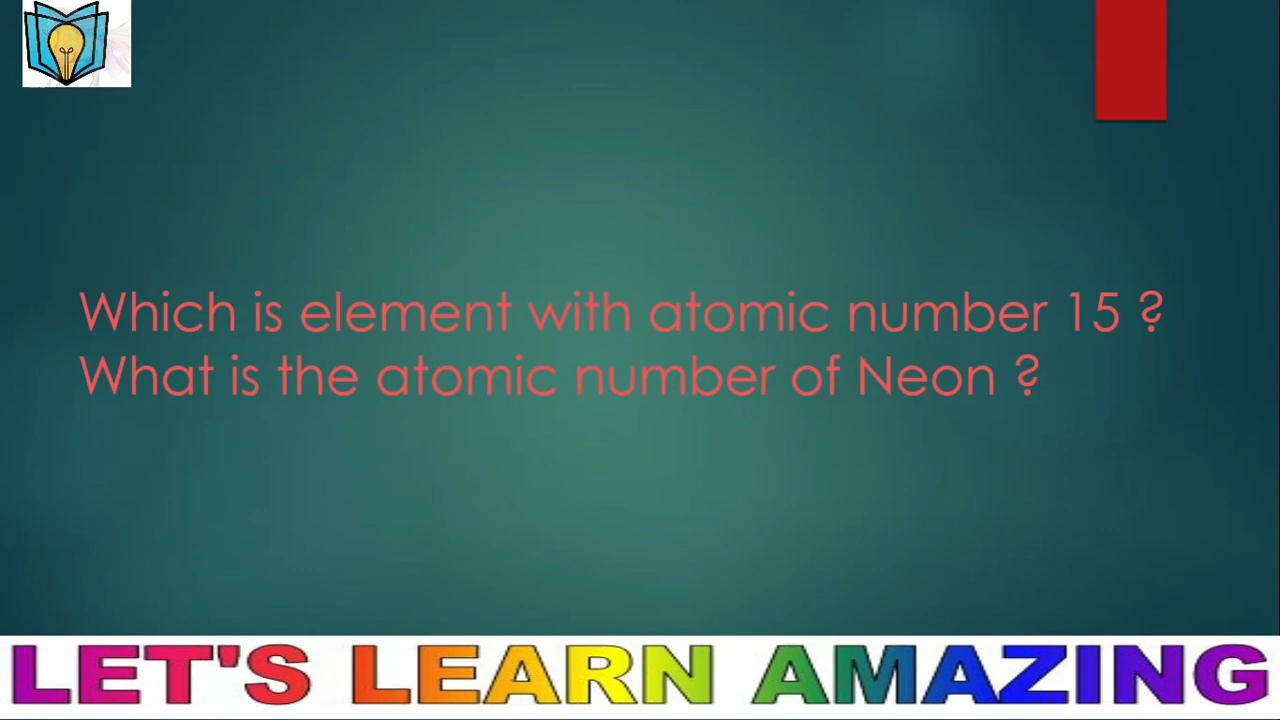 Which is element with atomic number 15 ?
What is the atomic number of Neon ?
LET'S LEARN AMAZING